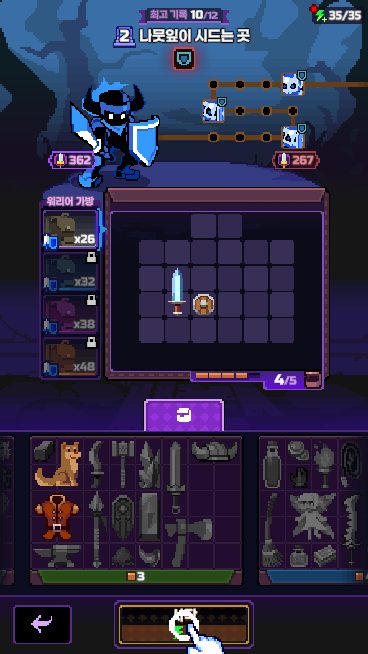 최고 기록 10/12
35/35
2. 나뭇잎이 시드는 곳
362
267
워리어 가방
x26
x32
x38
x48
4/5
3